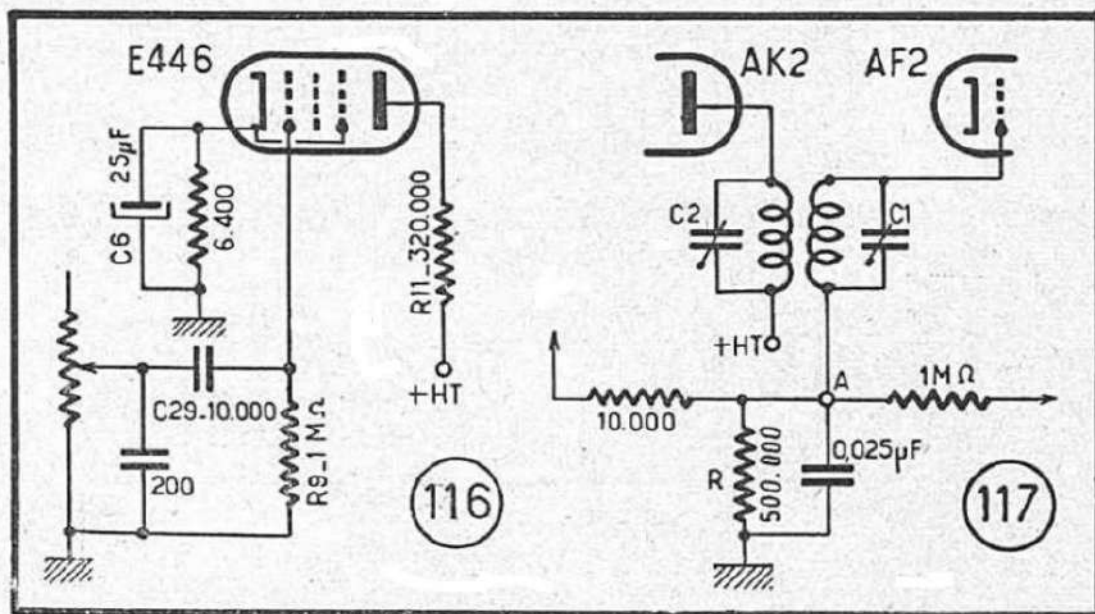 E446
25µF
C6
6.400
R11_320.000
+HT
C29-10.000
200
R9_1 MΩ
116
AK2
AF2
C2
C1
+HT
A
1MΩ
10.000
R
500.000
0,025µF
117